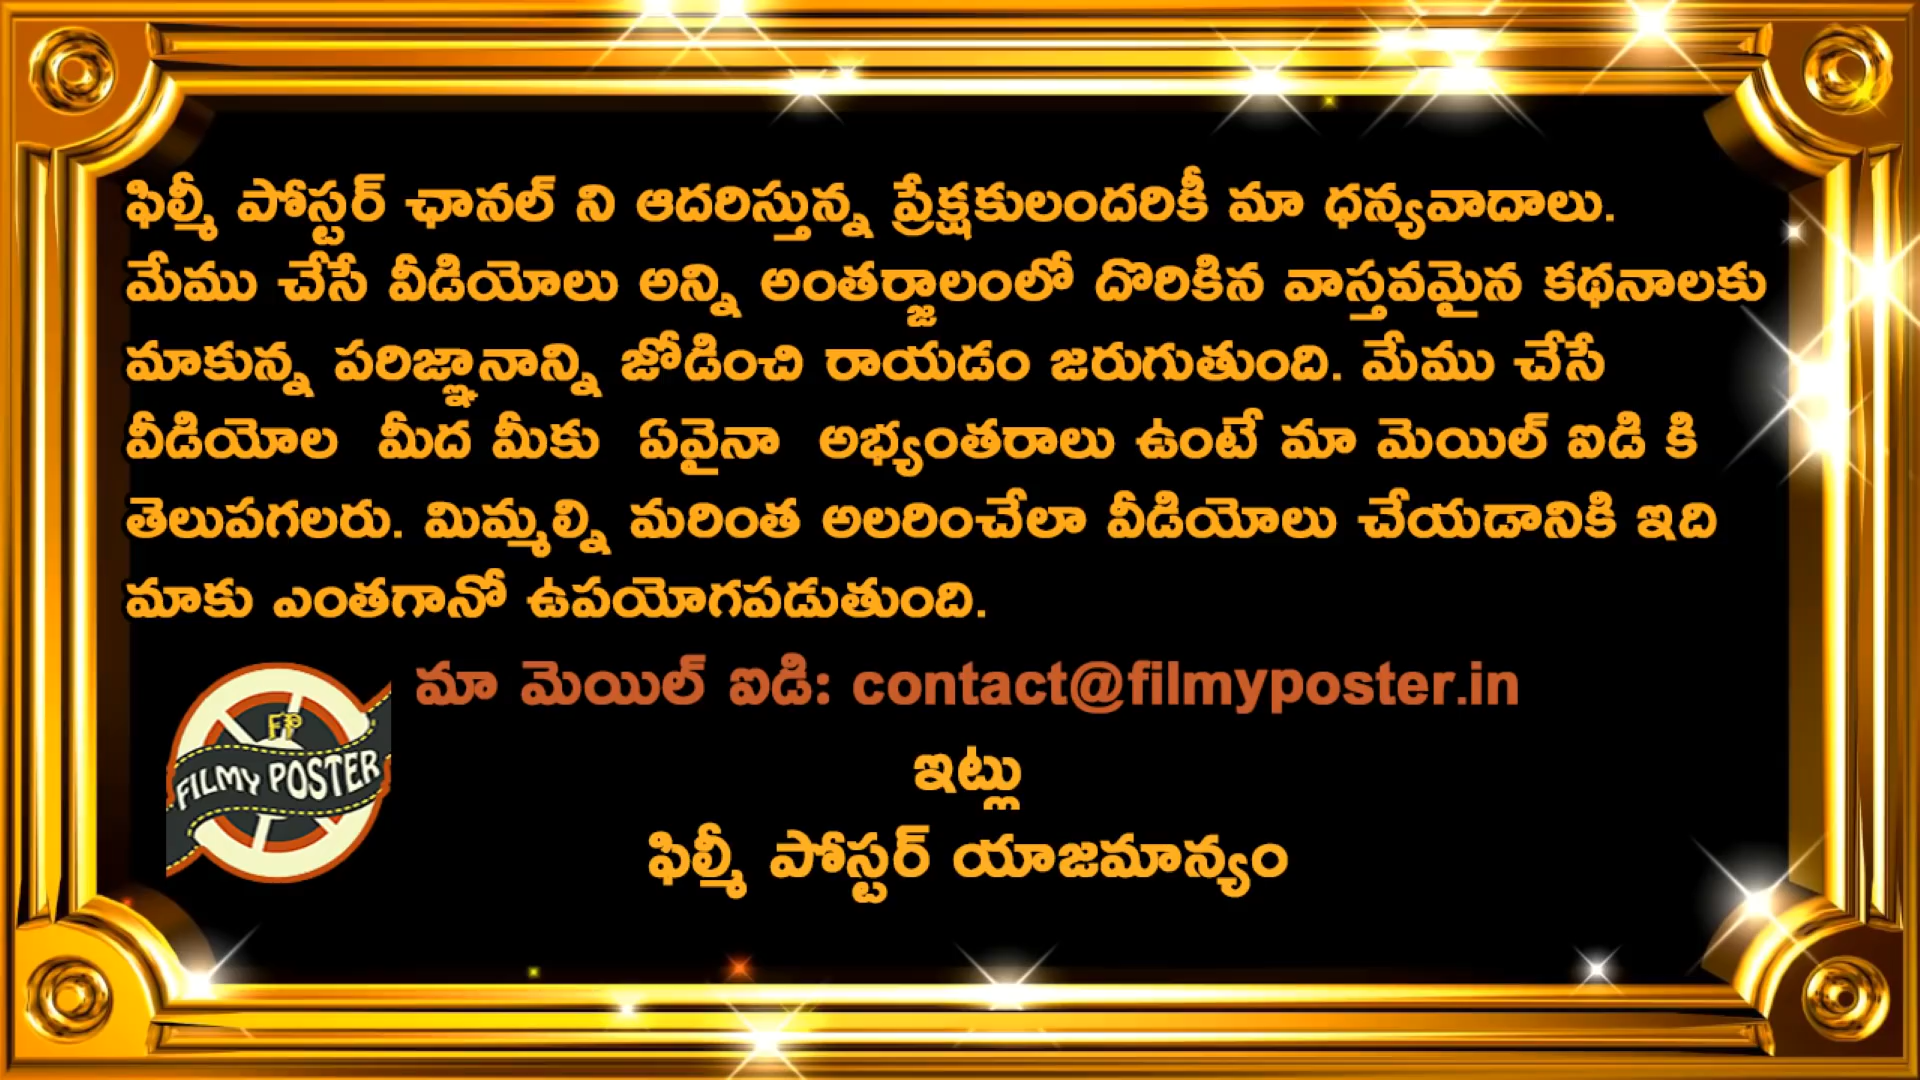 ఫిల్మీ పోస్టర్ ఛానల్ ని ఆదరిస్తున్న ప్రేక్షకులందరికీ మా ధన్యవాదాలు.
మేము చేసే వీడియోలు అన్ని అంతర్జాలంలో దొరికిన వాస్తవమైన కథనాలకు
మాకున్న పరిజ్ఞానాన్ని జోడించి రాయడం జరుగుతుంది. మేము చేసే
వీడియోల మీద మీకు ఏవైనా అభ్యంతరాలు ఉంటే మా మెయిల్ ఐడి కి
తెలుపగలరు. మిమ్మల్ని మరింత అలరించేలా వీడియోలు చేయడానికి ఇది
మాకు ఎంతగానో ఉపయోగపడుతుంది.
మా మెయిల్ ఐడి: contact@filmyposter.in
FP
FILMY POSTER
ఇట్లు
ఫిల్మీ పోస్టర్ యాజమాన్యం